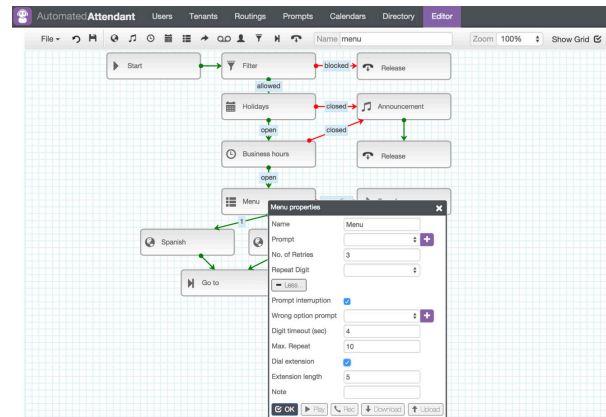 AutomatedAttendant Users Tenants Routings Prompts Calendars Directory Editor
File Name menu Zoom 100% Show Grid
Start Filter blocked Release
allowed
Holidays closed Announcement
open closed
Business hours Release
open
Menu
Menu properties
1
Name Menu
Spanish Prompt
No. of Retries 3
Go to Repeat Digit
Less...
Prompt interruption
Wrong option prompt
Digit timeout (sec) 4
Max. Repeat 10
Dial extension
Extension length 5
Note
OK Play Rec Download Upload